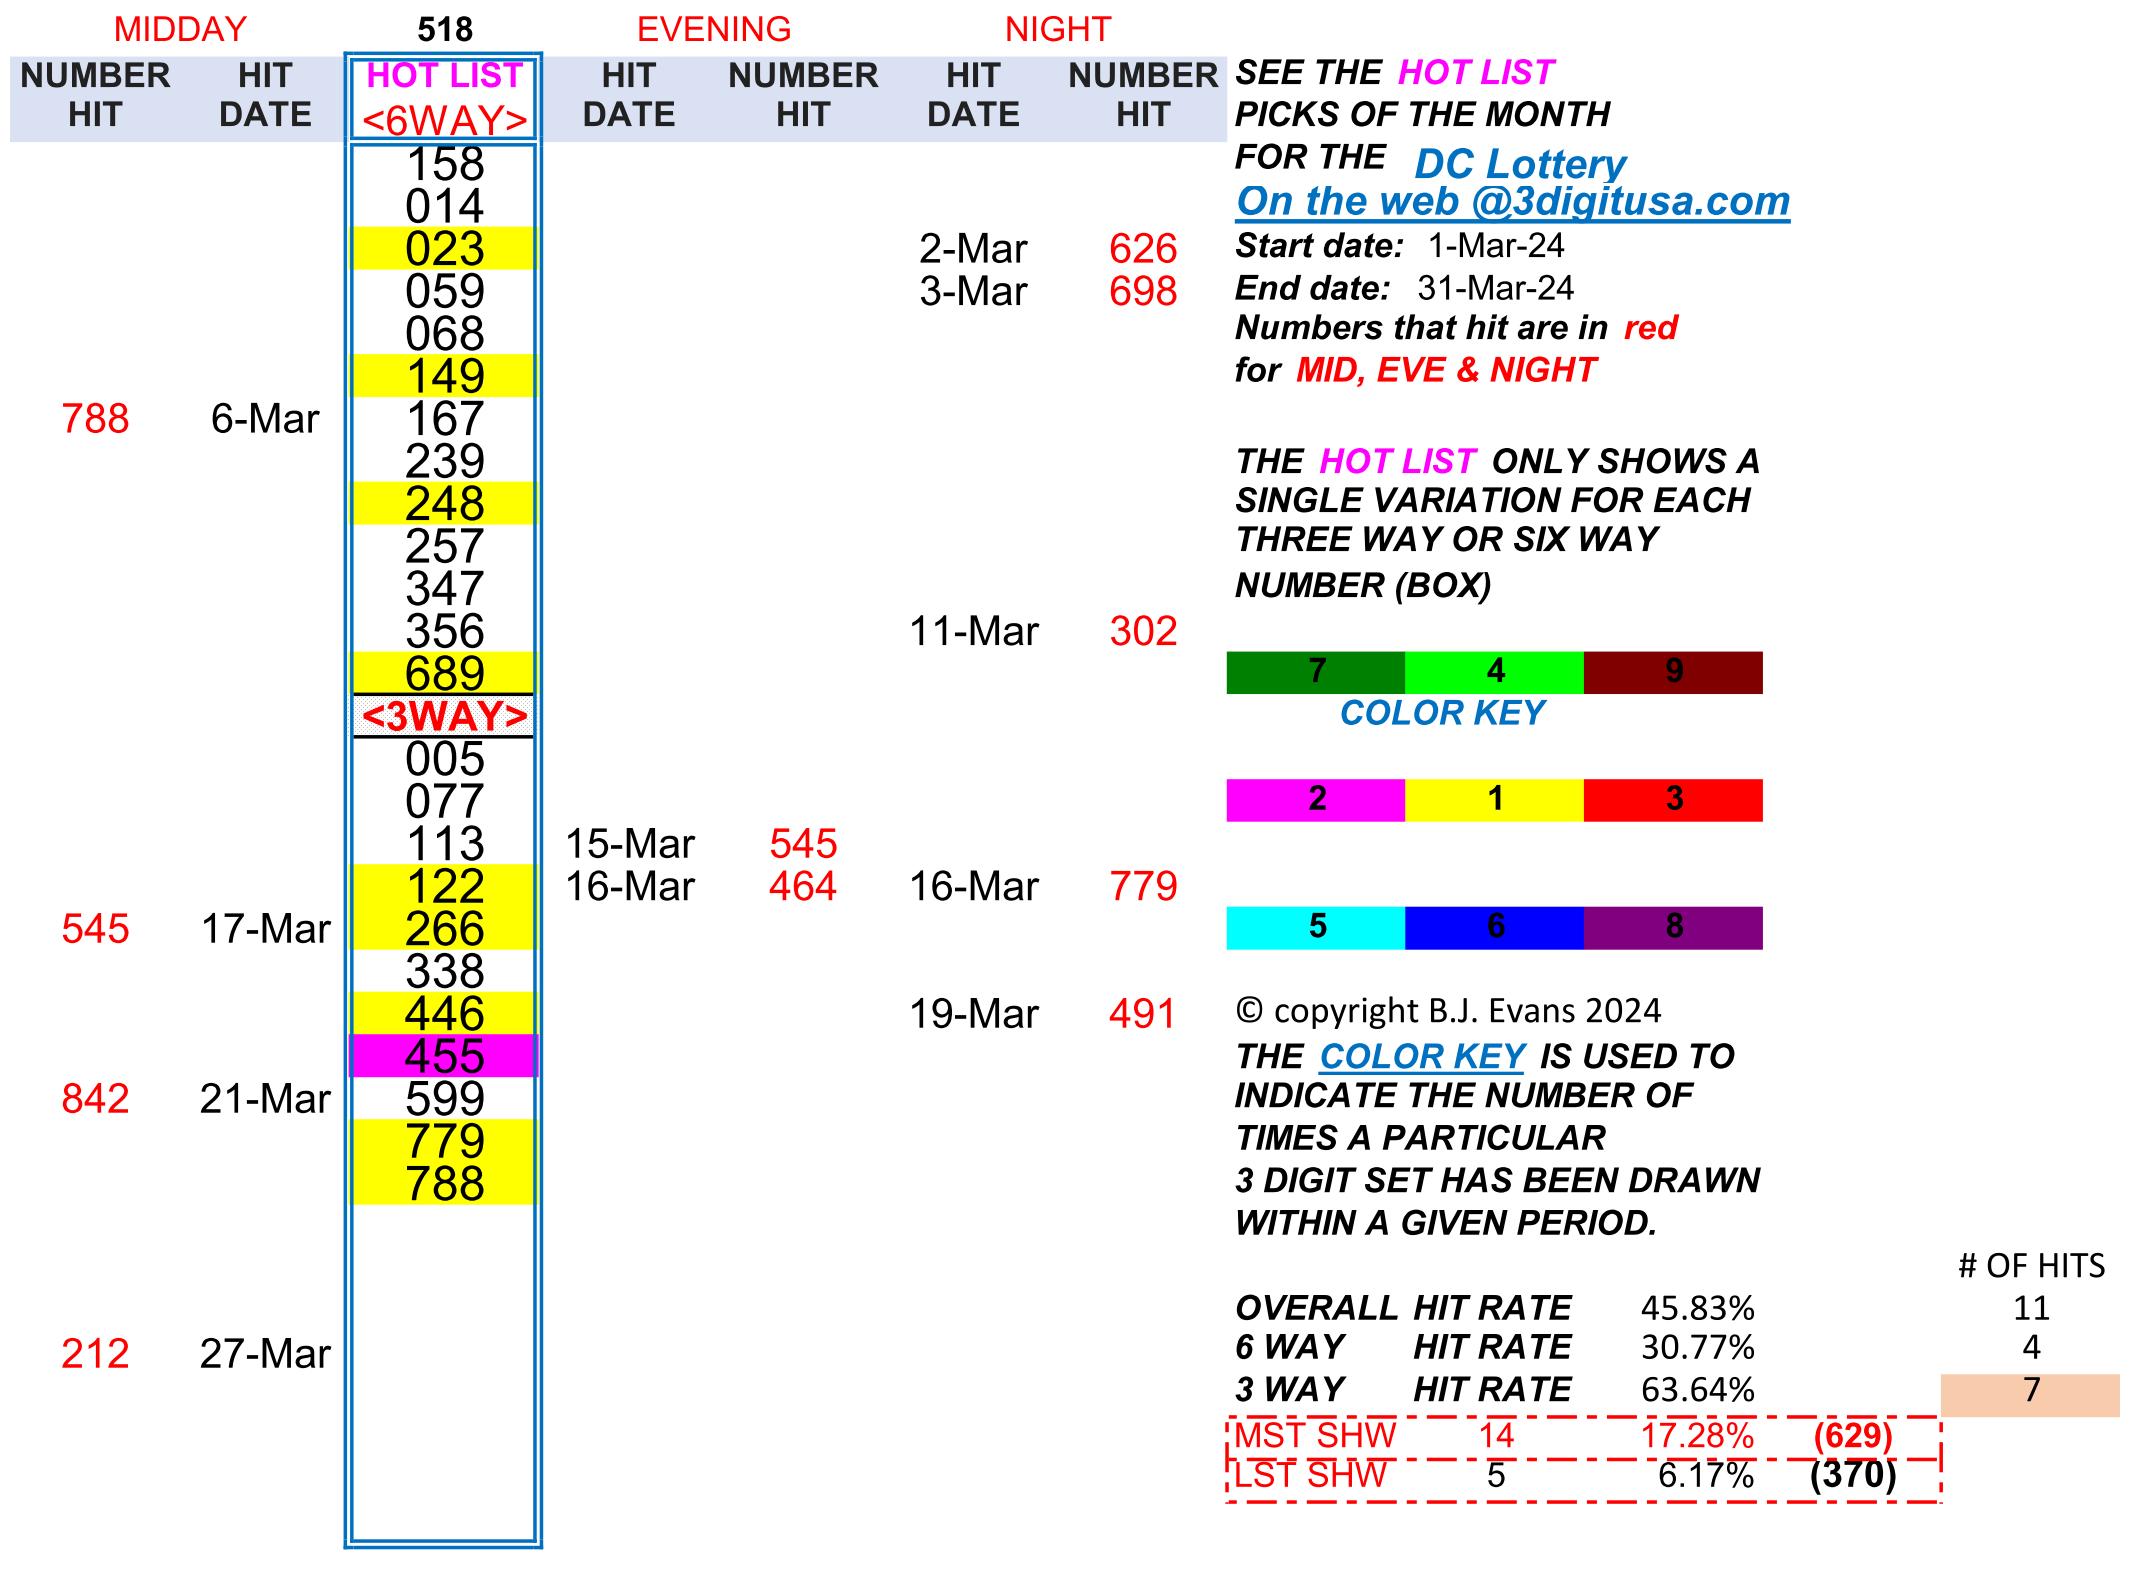 MIDDAY 518 EVENING NIGHT
NUMBER HIT HOT LIST HIT NUMBER HIT NUMBER SEE THE HOT LIST
HIT DATE <6WAY> DATE HIT DATE HIT PICKS OF THE MONTH
158 FOR THE DC Lottery
014 On the web @3digitusa.com
023 2-Mar 626 Start date: 1-Mar-24
059 3-Mar 698 End date: 31-Mar-24
068 Numbers that hit are in red
149 for MID, EVE & NIGHT
788 6-Mar 167
239 THE HOT LIST ONLY SHOWS A
248 SINGLE VARIATION FOR EACH
257 THREE WAY OR SIX WAY
347 NUMBER (BOX)
356 11-Mar 302
689 7 4 9
<3WAY> COLOR KEY
005
077 2 1 3
113 15-Mar 545
122 16-Mar 464 16-Mar 779
545 17-Mar 266 5 6 8
338
446 19-Mar 491 © copyright B.J. Evans 2024
455 THE COLOR KEY IS USED TO
842 21-Mar 599 INDICATE THE NUMBER OF
779 TIMES A PARTICULAR
788 3 DIGIT SET HAS BEEN DRAWN
WITHIN A GIVEN PERIOD.
# OF HITS
OVERALL HIT RATE 45.83% 11
212 27-Mar 6 WAY HIT RATE 30.77% 4
3 WAY HIT RATE 63.64% 7
MST SHW 14 17.28% (629)
LST SHW 5 6.17% (370)